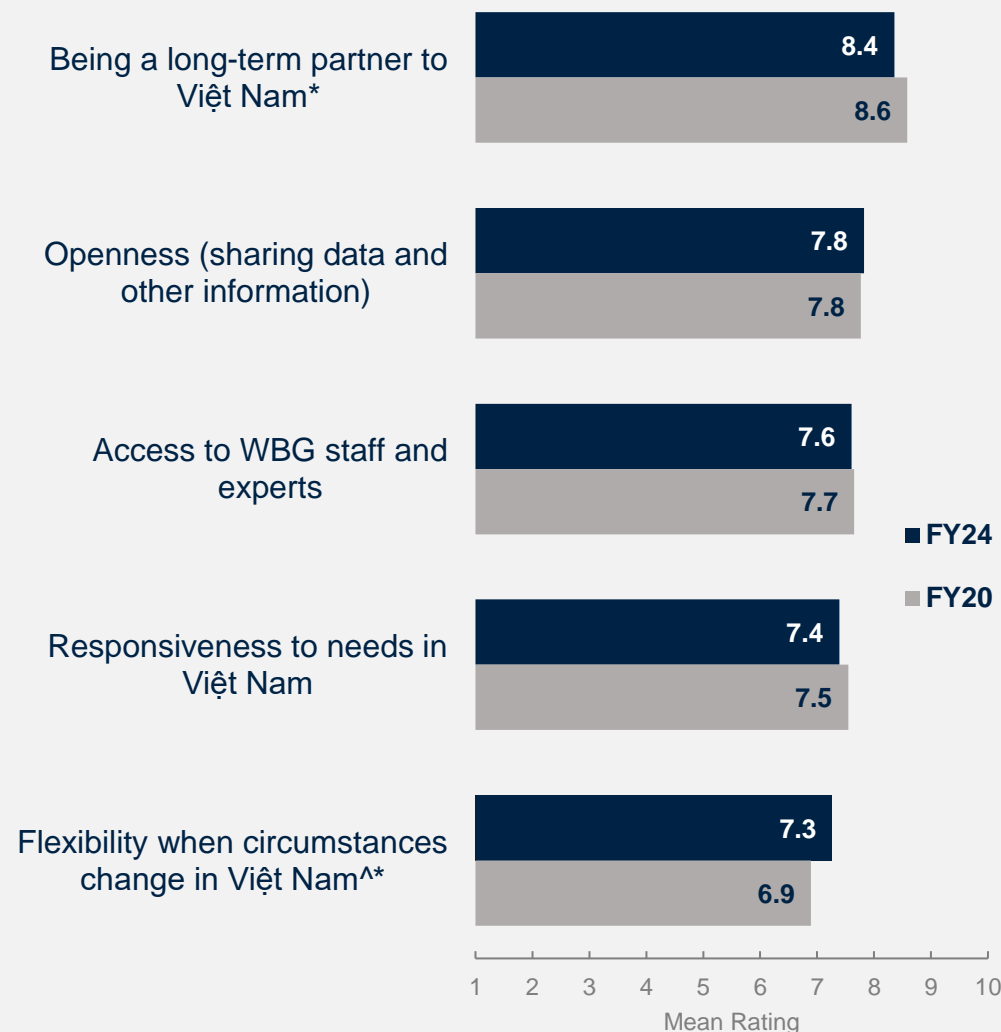 Being a long-term partner to
Việt Nam*
8.4
8.6
Openness (sharing data and
other information)
7.8
7.8
Access to WBG staff and
experts
7.6
7.7
FY24
FY20
Responsiveness to needs in
Việt Nam
7.4
7.5
Flexibility when circumstances
change in Việt Nam^*
7.3
6.9
1 2 3 4 5 6 7 8 9 10
Mean Rating